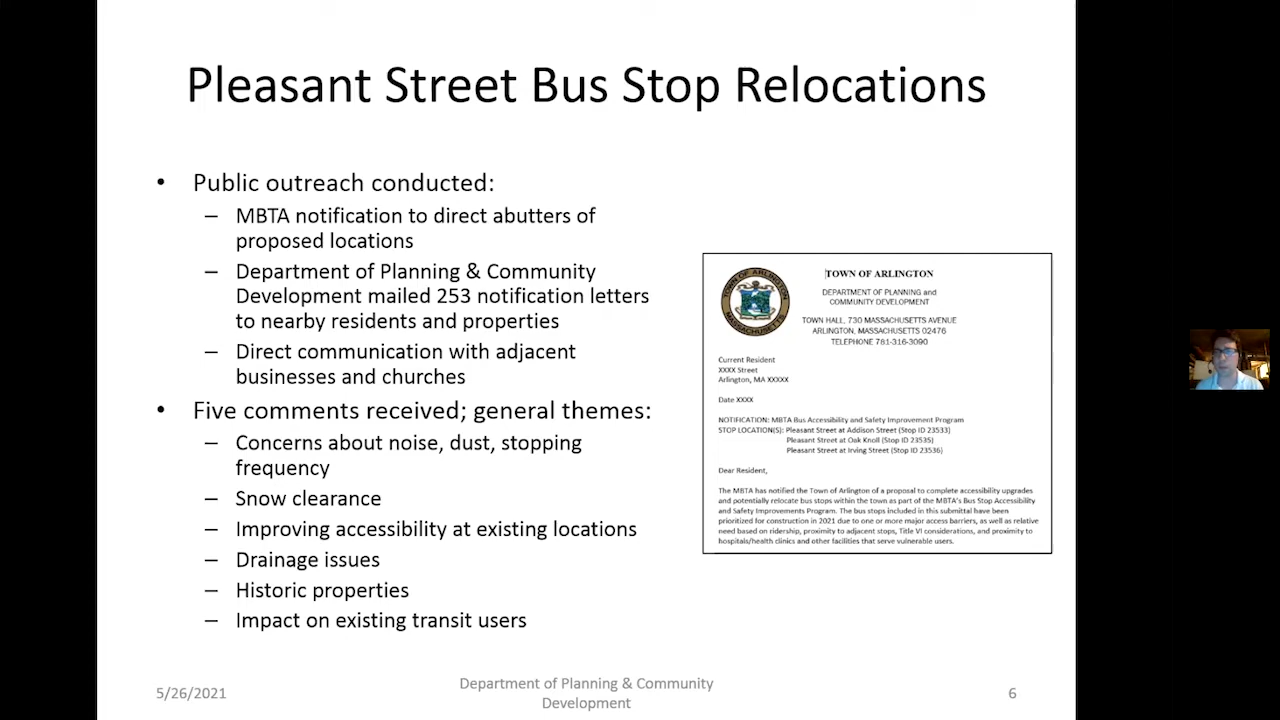 Pleasant Street Bus Stop Relocations
• Public outreach conducted:
– MBTA notification to direct abutters of
proposed locations
– Department of Planning & Community
Development mailed 253 notification letters
to nearby residents and properties
– Direct communication with adjacent
businesses and churches
• Five comments received; general themes:
– Concerns about noise, dust, stopping
frequency
– Snow clearance
– Improving accessibility at existing locations
– Drainage issues
– Historic properties
– Impact on existing transit users
TOWN OF ARLINGTON
MASSACHUSETTS
TOWN OF ARLINGTON
DEPARTMENT OF PLANNING and
COMMUNITY DEVELOPMENT
TOWN HALL, 730 MASSACHUSETTS AVENUE
ARLINGTON, MASSACHUSETTS 02476
TELEPHONE 781-316-3090
Current Resident
XXXX Street
Arlington, MA XXXXX
Date XXXX
NOTIFICATION: MBTA Bus Accessibility and Safety Improvement Program
STOP LOCATION(S): Pleasant Street at Addison Street (Stop ID 23533)
Pleasant Street at Oak Knoll (Stop ID 23535)
Pleasant Street at Irving Street (Stop ID 23536)
Dear Resident,
The MBTA has notified the Town of Arlington of a proposal to complete accessibility upgrades
and potentially relocate bus stops within the town as part of the MBTA's Bus Stop Accessibility
and Safety Improvements Program. The bus stops included in this submittal have been
prioritized for construction in 2021 due to one or more major access barriers, as well as relative
need based on ridership, proximity to adjacent stops, Title VI considerations, and proximity to
hospitals/health clinics and other facilities that serve vulnerable users.
5/26/2021
Department of Planning & Community
Development
6